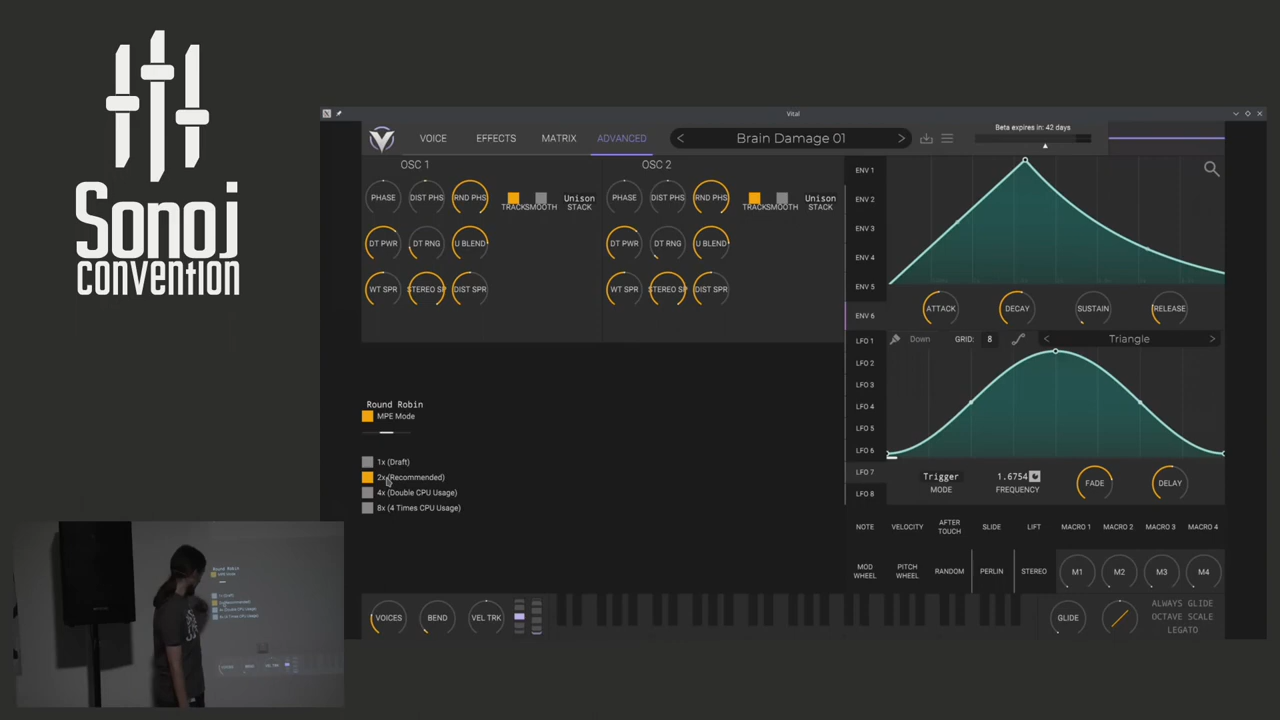 Sonoj
convention
Vital
VOICE EFFECTS MATRIX ADVANCED
Brain Damage 01
Beta expires in: 42 days
OSC 1
PHASE DIST PHS RND PHS
TRACK SMOOTH
Unison
STACK
DT PWR DT RNG U BLEND
WT SPR STEREO SP DIST SPR
OSC 2
PHASE DIST PHS RND PHS
TRACK SMOOTH
Unison
STACK
DT PWR DT RNG U BLEND
WT SPR STEREO SP DIST SPR
ENV 1
ENV 2
ENV 3
ENV 4
ENV 5
ENV 6
ATTACK DECAY SUSTAIN RELEASE
LFO 1
LFO 2
LFO 3
LFO 4
LFO 5
LFO 6
LFO 7
LFO 8
Down GRID: 8 Triangle
Trigger
MODE
1.6754
FREQUENCY
FADE DELAY
Round Robin
MPE Mode
1x (Draft)
2x (Recommended)
4x (Double CPU Usage)
8x (4 Times CPU Usage)
NOTE VELOCITY AFTER TOUCH SLIDE LIFT
MACRO 1 MACRO 2 MACRO 3 MACRO 4
MOD WHEEL PITCH WHEEL RANDOM PERLIN STEREO
M1 M2 M3 M4
VOICES BEND VEL TRK
GLIDE
ALWAYS GLIDE
OCTAVE SCALE
LEGATO
Round Robin